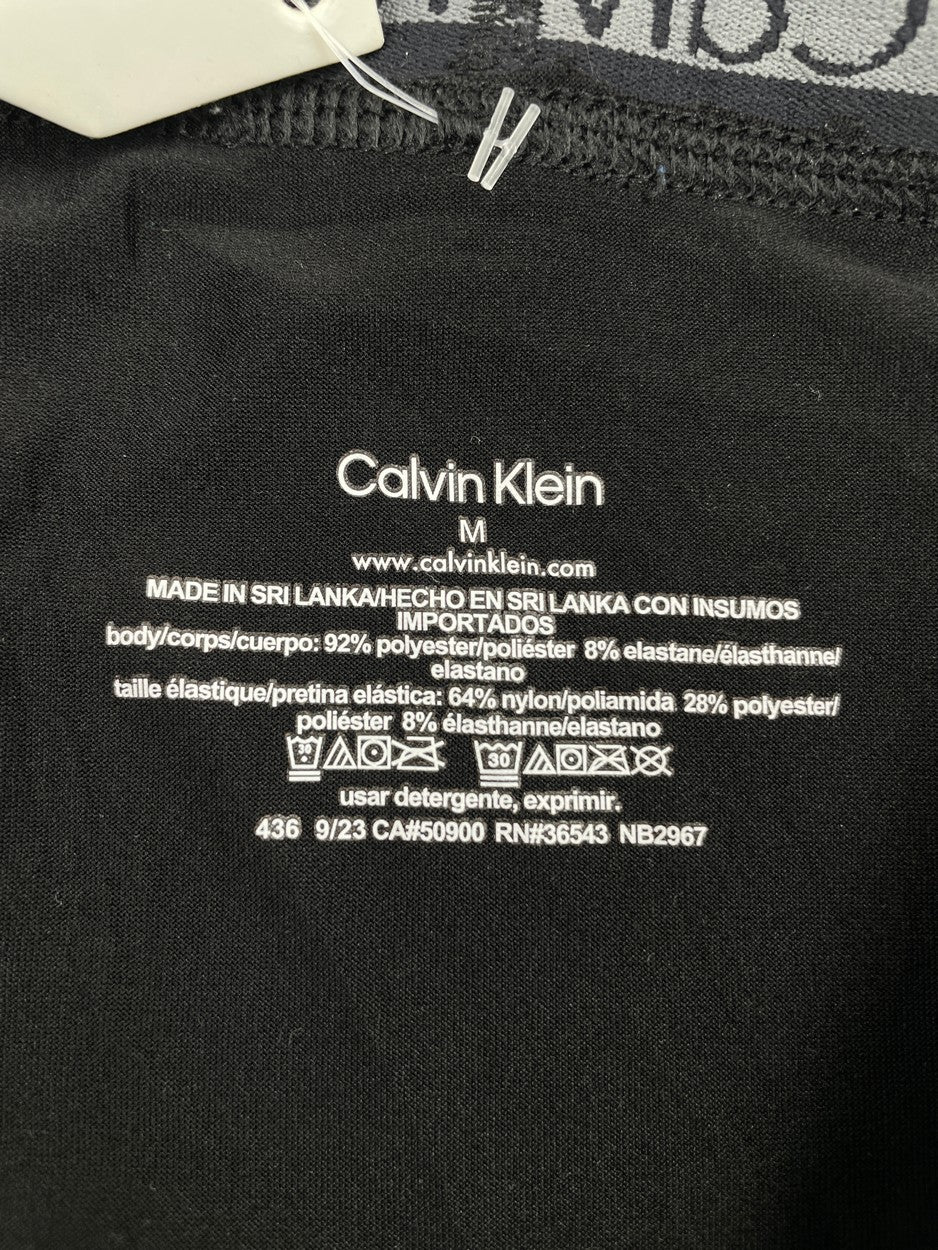 Calvin Klein
M
www.calvinklein.com
MADE IN SRI LANKA/HECHO EN SRI LANKA CON INSUMOS
IMPORTADOS
body/corps/cuerpo: 92% polyester/poliéster 8% elastane/élasthanne/
elastano
taille élastique/pretina elástica: 64% nylon/poliamida 28% polyester/
poliéster 8% élasthanne/elastano
30 30
usar detergente, exprimir.
436 9/23 CA#50900 RN#36543 NB2967